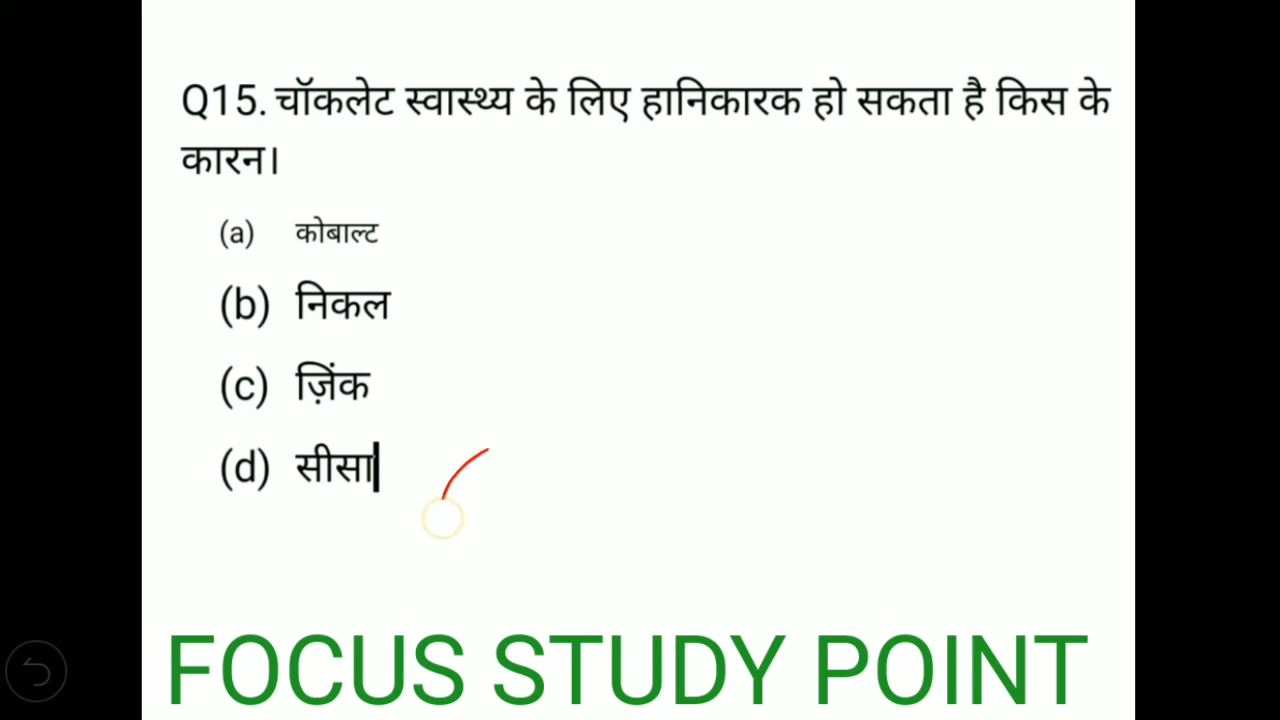 Q15. चॉकलेट स्वास्थ्य के लिए हानिकारक हो सकता है किस के
कारन।
(a) कोबाल्ट
(b) निकल
(c) ज़िंक
(d) सीसा
FOCUS STUDY POINT